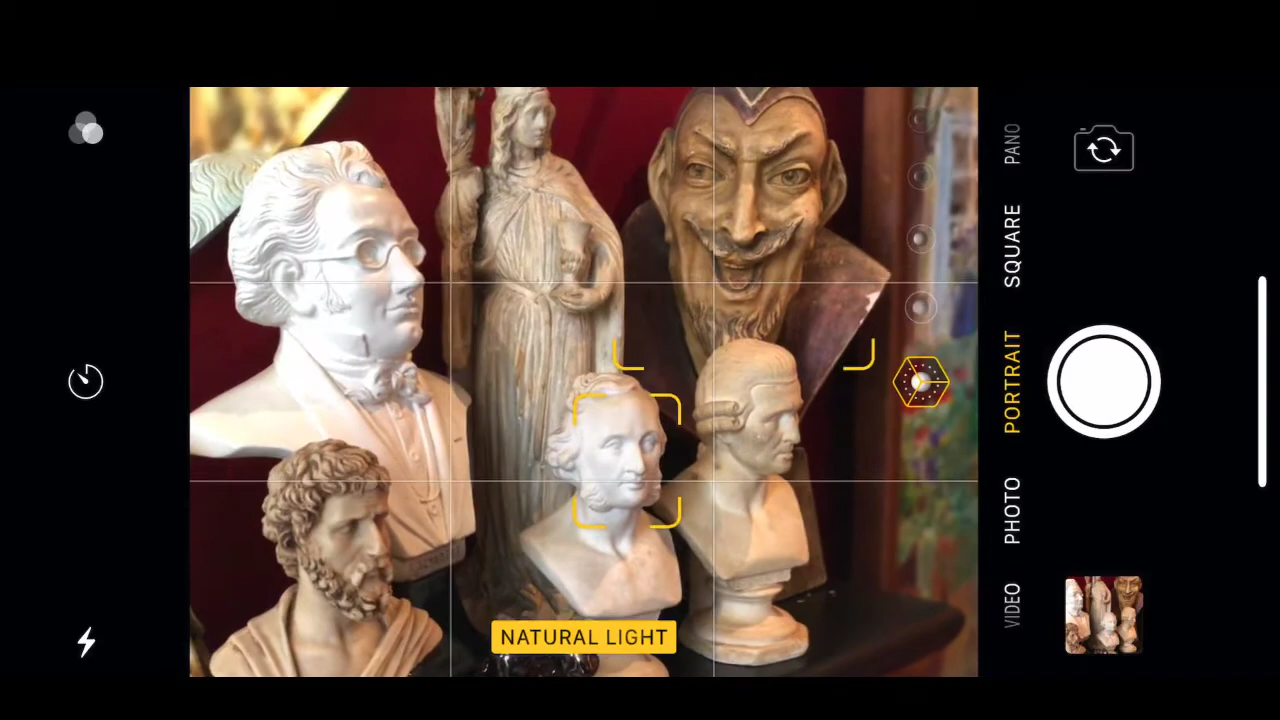 PANO
SQUARE
PORTRAIT
PHOTO
VIDEO
NATURAL LIGHT